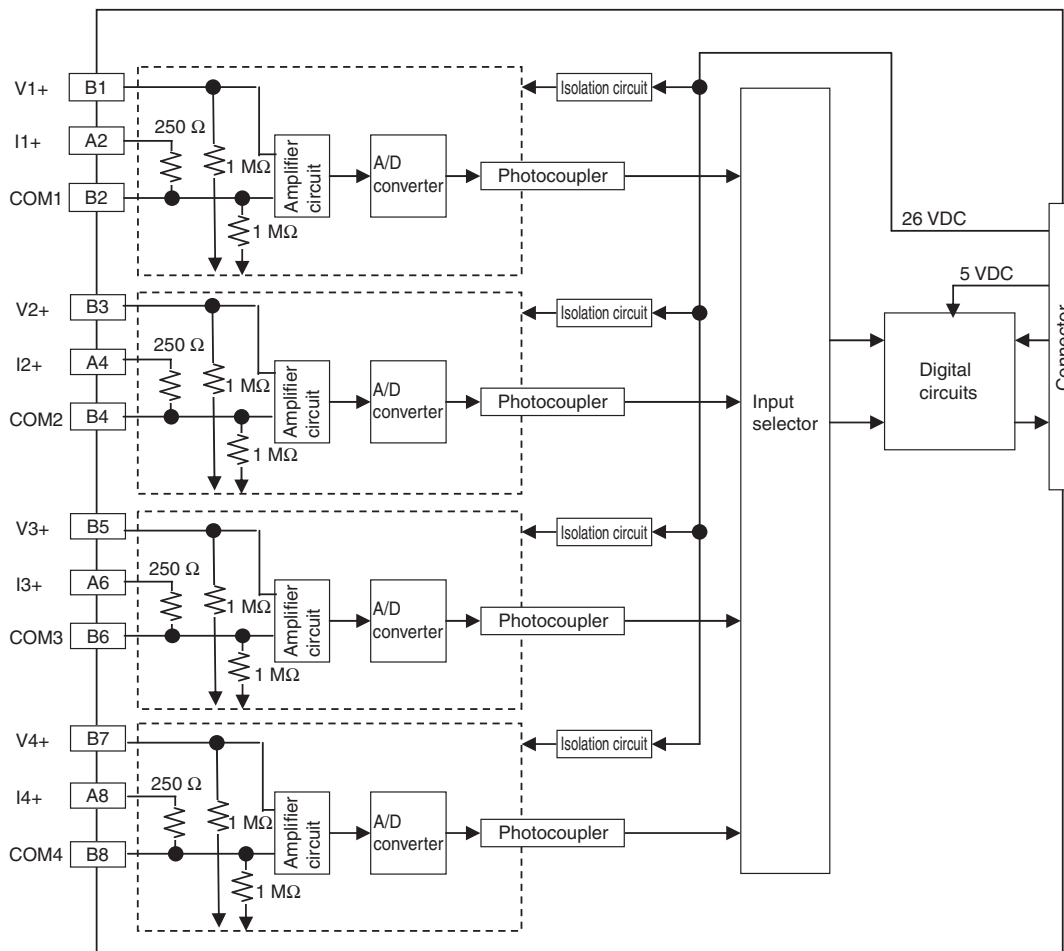 V1+ B1
Isolation circuit
I1+ A2 250 Ω
1 MΩ
Amplifier
circuit
A/D
converter
Photocoupler
COM1 B2
1 MΩ
26 VDC
V2+ B3
Isolation circuit
5 VDC
I2+ A4 250 Ω
1 MΩ
Amplifier
circuit
A/D
converter
Photocoupler
COM2 B4
1 MΩ
Input
selector
Digital
circuits
Connector
V3+ B5
Isolation circuit
I3+ A6 250 Ω
1 MΩ
Amplifier
circuit
A/D
converter
Photocoupler
COM3 B6
1 MΩ
V4+ B7
Isolation circuit
I4+ A8 250 Ω
1 MΩ
Amplifier
circuit
A/D
converter
Photocoupler
COM4 B8
1 MΩ